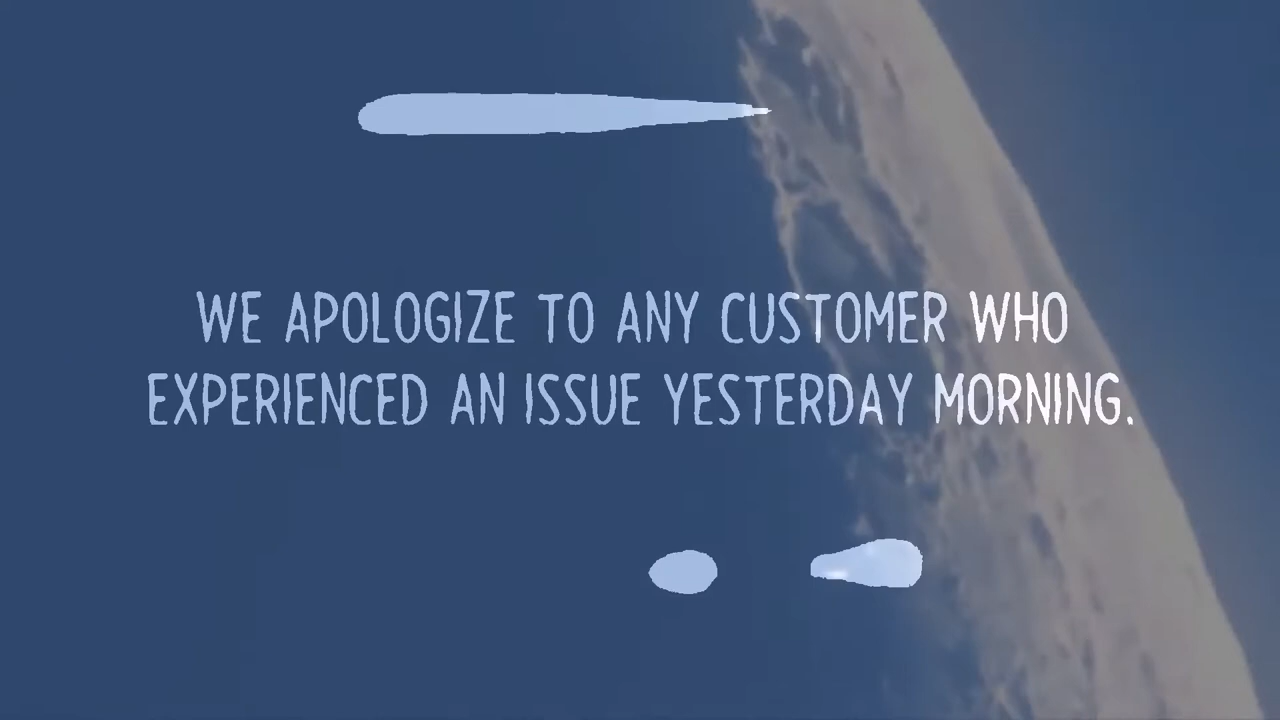 WE APOLOGIZE TO ANY CUSTOMER WHO
EXPERIENCED AN ISSUE YESTERDAY MORNING.